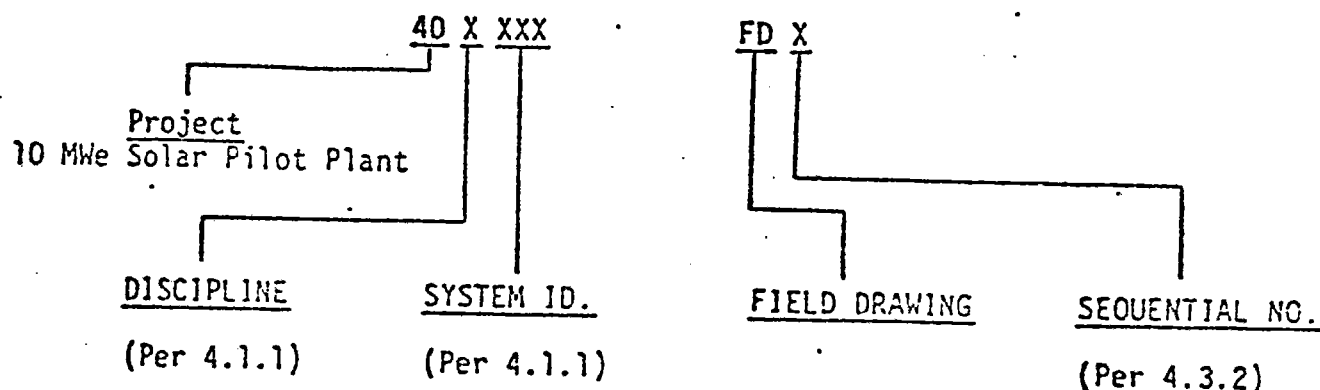 40 X XXX FD X
Project
10 MWe Solar Pilot Plant
DISCIPLINE SYSTEM ID. FIELD DRAWING SEQUENTIAL NO.
(Per 4.1.1) (Per 4.1.1) (Per 4.3.2)